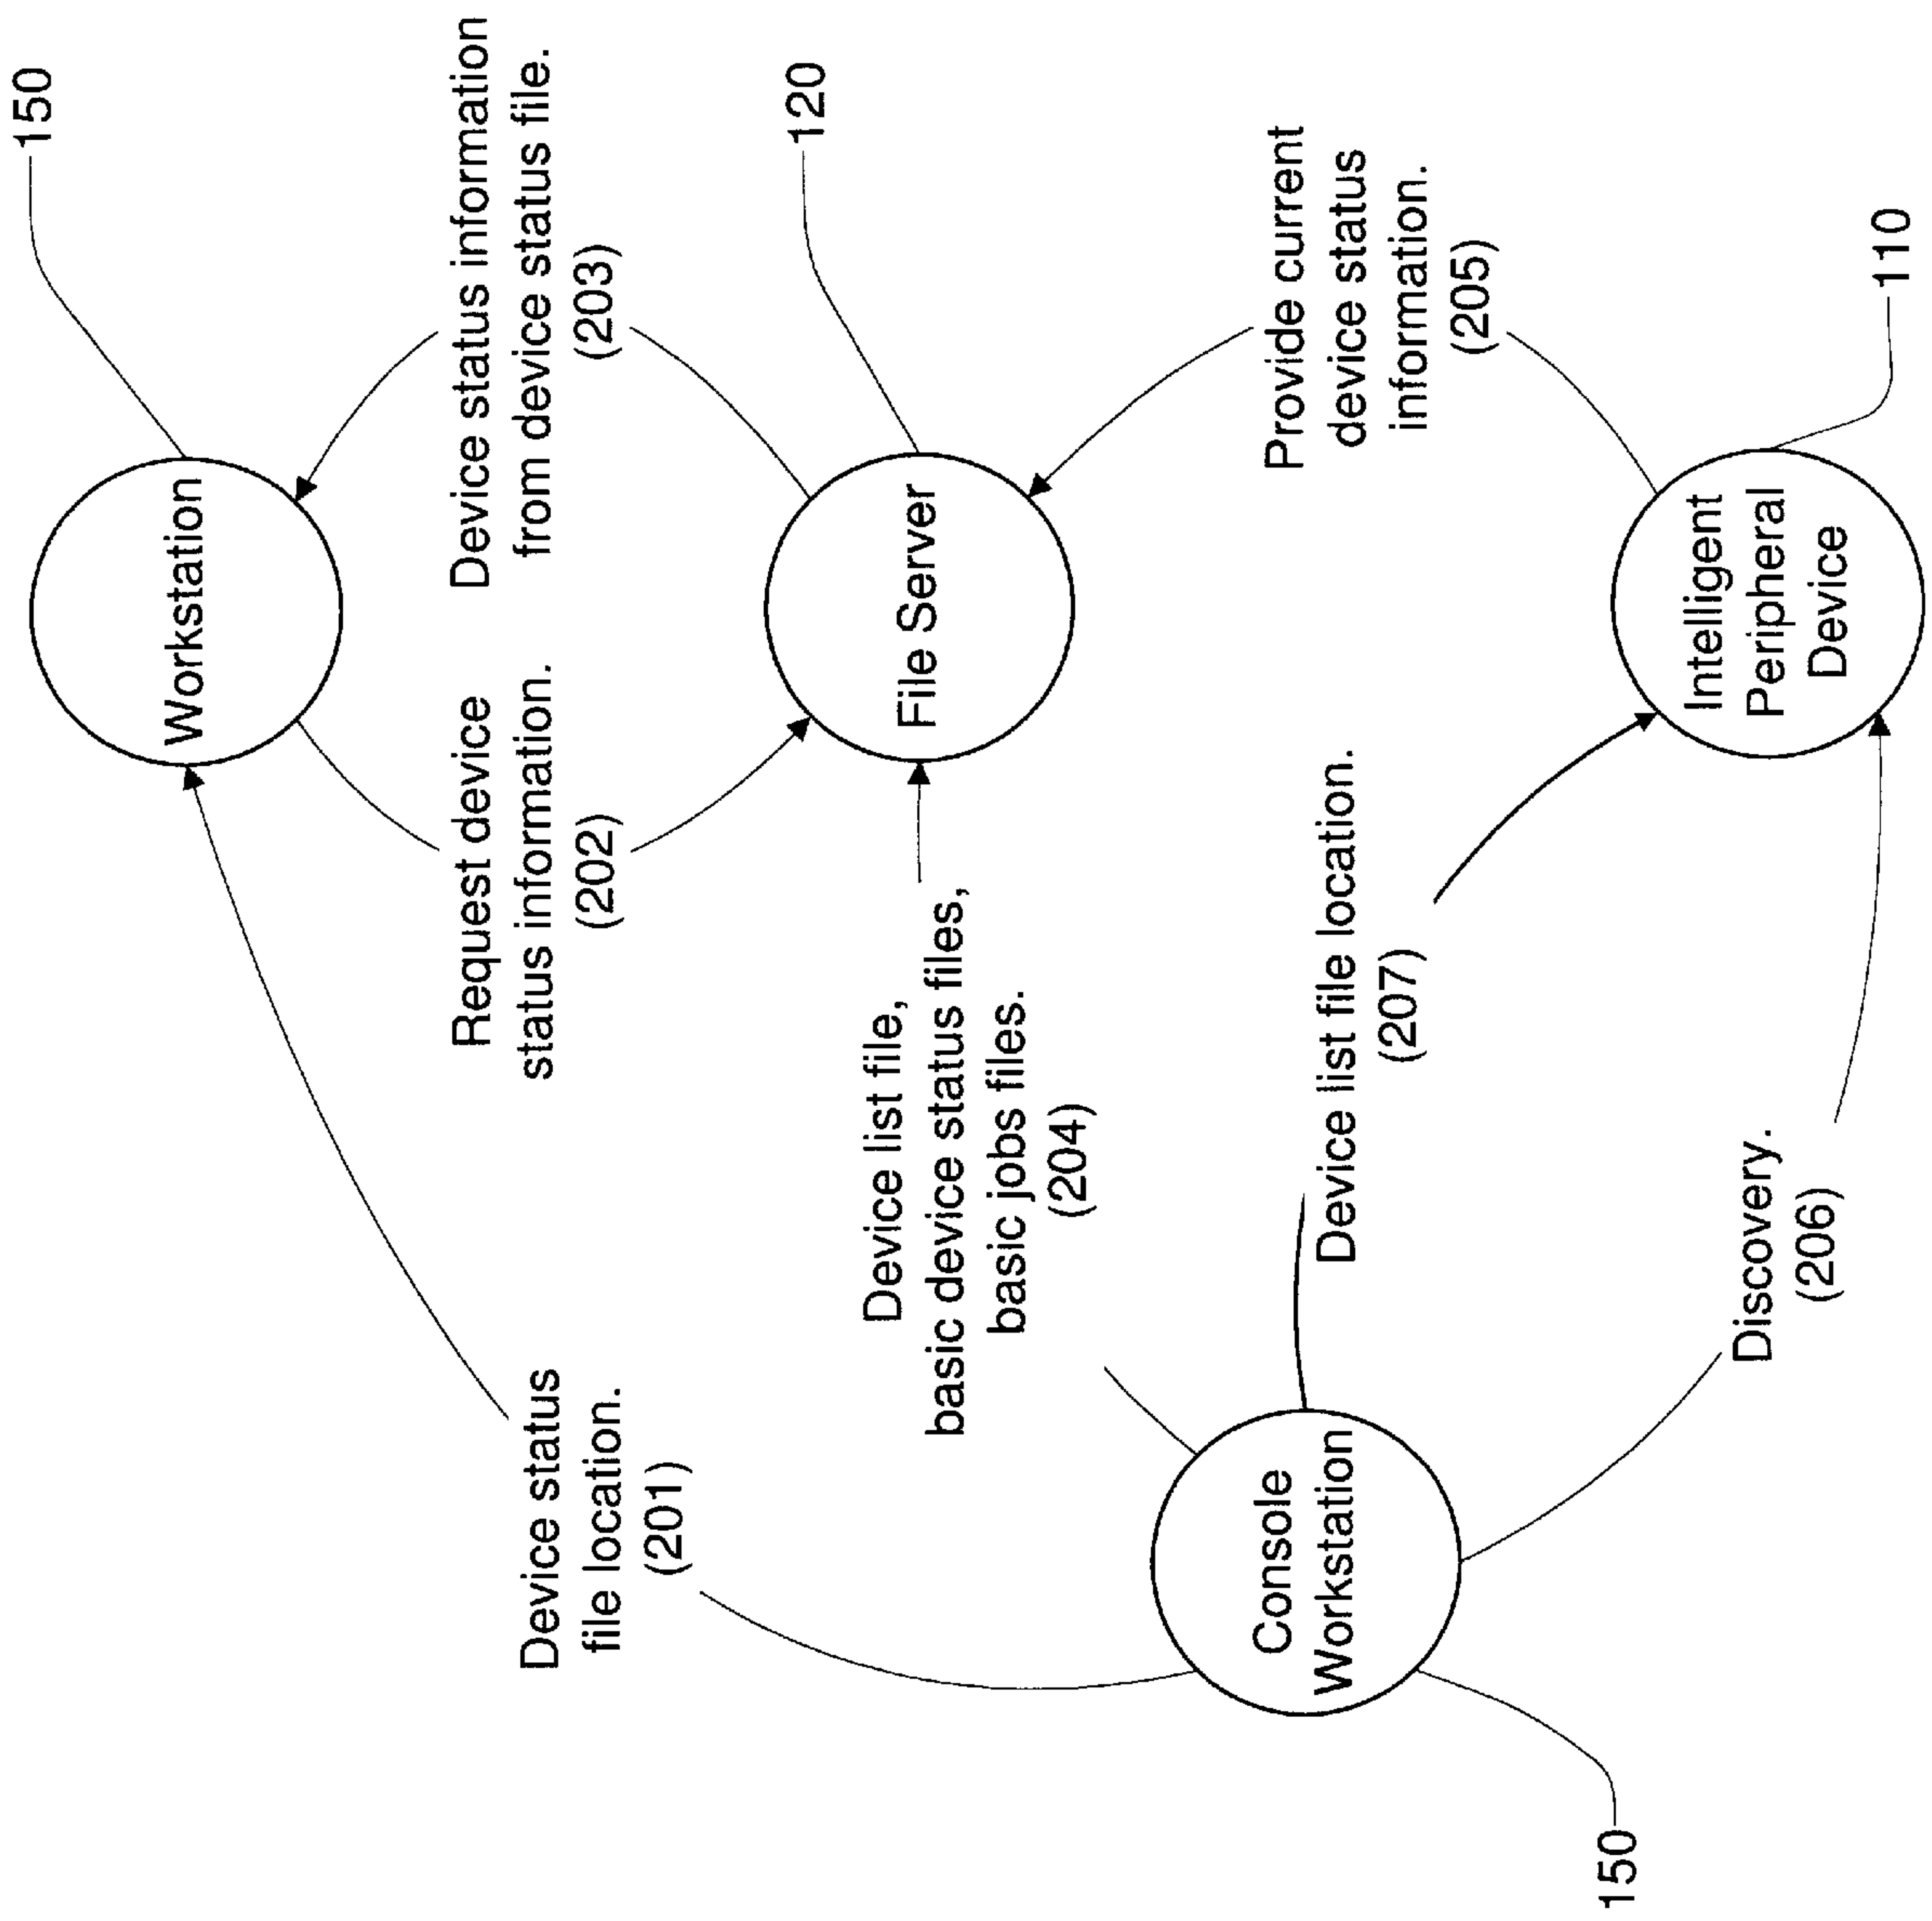 150
Workstation
Device status information
from device status file.
(203)
Request device
status information.
(202)
Device status
file location.
(201)
120
File Server
Device list file,
basic device status files,
basic jobs files.
(204)
Provide current
device status
information.
(205)
Device list file location.
(207)
Console
Workstation
150
Discovery.
(206)
Intelligent
Peripheral
Device
110